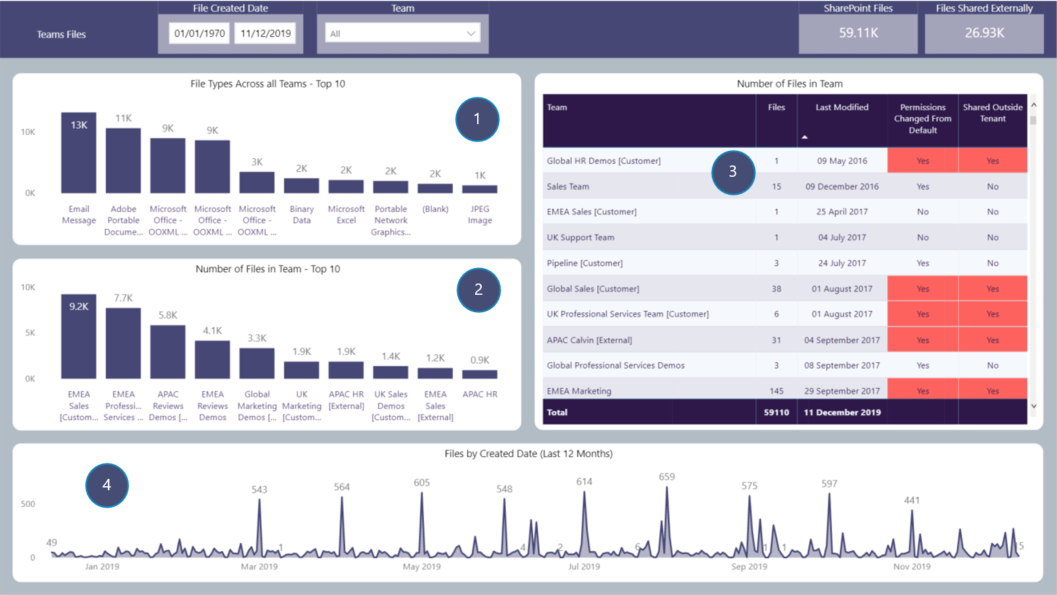 Teams Files
File Created Date
01/01/1970 11/12/2019
Team
All
SharePoint Files
59.11K
Files Shared Externally
26.93K
File Types Across all Teams - Top 10
1
10K
0K
13K 11K 9K 9K 3K 2K 2K 2K 2K 1K
Email Message
Adobe Portable Docume...
Microsoft Office - OOXML ...
Microsoft Office - OOXML ...
Microsoft Office - OOXML ...
Binary Data
Microsoft Excel
Portable Network Graphics...
(Blank)
JPEG Image
Number of Files in Team - Top 10
2
10K
5K
0K
9.2K 7.7K 5.8K 4.1K 3.3K 1.9K 1.9K 1.4K 1.2K 0.9K
EMEA Sales [Custom...
EMEA Professi... Services ...
APAC Reviews Demos [...
EMEA Reviews Demos
Global Marketing Demos [...
UK Marketing [Custom...
APAC HR [External]
UK Sales Demos [Custom...
EMEA Sales [External]
APAC HR
Number of Files in Team
3
Team Files Last Modified Permissions Changed From Default Shared Outside Tenant
Global HR Demos [Customer] 1 09 May 2016 Yes Yes
Sales Team 15 09 December 2016 Yes No
EMEA Sales [Customer] 1 25 April 2017 No No
UK Support Team 1 04 July 2017 No No
Pipeline [Customer] 3 24 July 2017 Yes No
Global Sales [Customer] 38 01 August 2017 Yes Yes
UK Professional Services Team [Customer] 6 01 August 2017 Yes Yes
APAC Calvin [External] 31 04 September 2017 Yes Yes
Global Professional Services Demos 3 08 September 2017 Yes No
EMEA Marketing 145 29 September 2017 Yes Yes
Total 59110 11 December 2019
Files by Created Date (Last 12 Months)
4
500
0
49 543 1 564 605 548 4 2 614 6 659 575 1 1 597 441
Jan 2019 Mar 2019 May 2019 Jul 2019 Sep 2019 Nov 2019